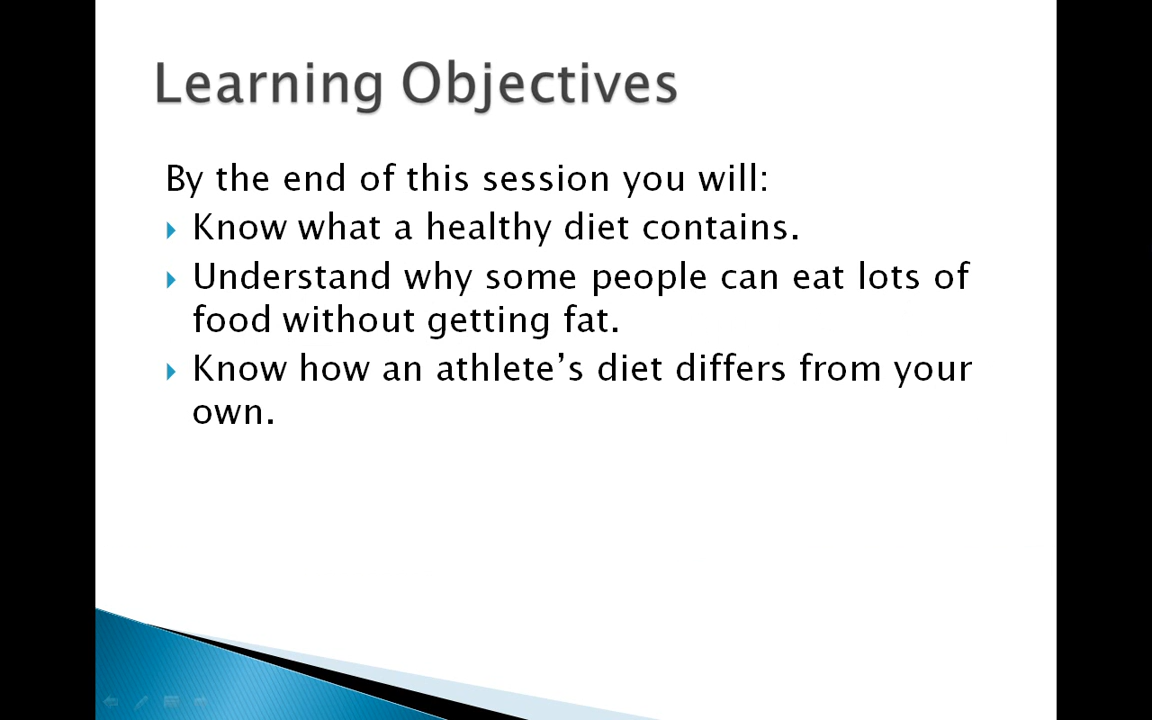 Learning Objectives
By the end of this session you will:
Know what a healthy diet contains.
Understand why some people can eat lots of
food without getting fat.
Know how an athlete’s diet differs from your
own.